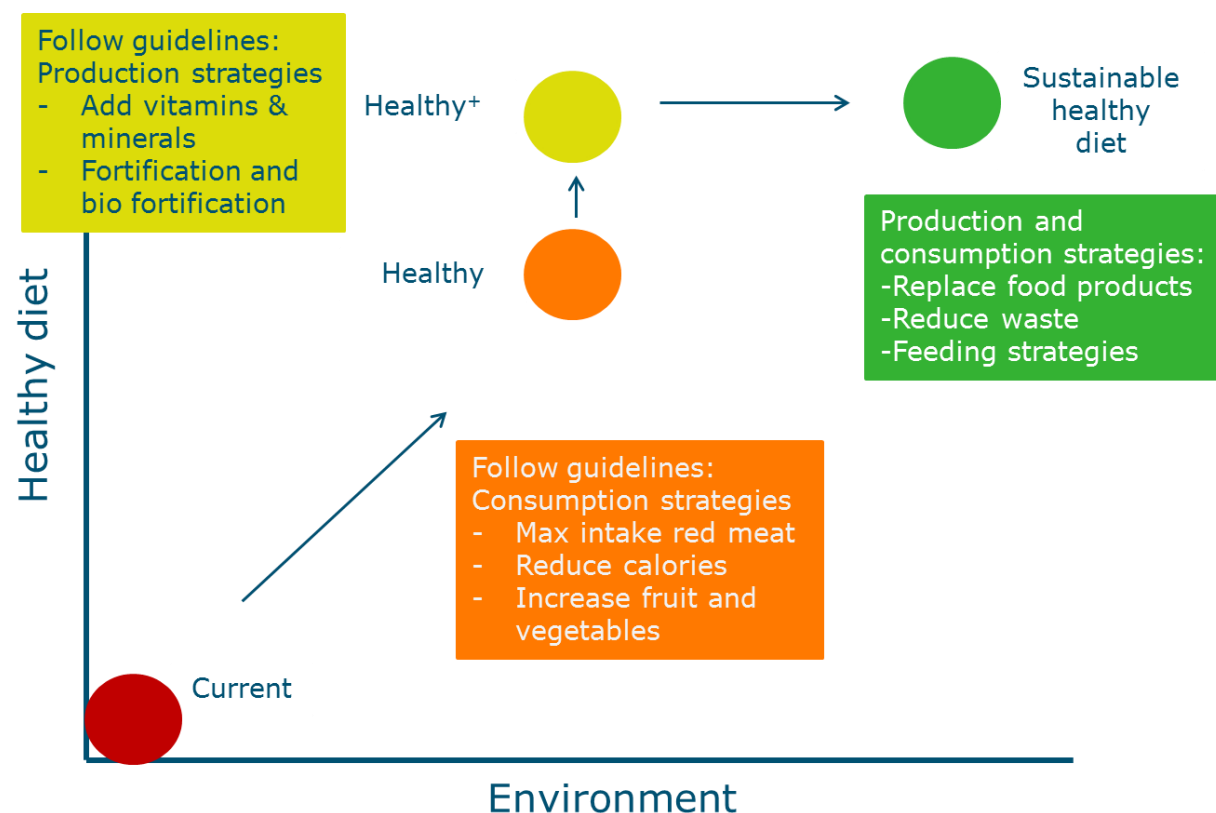 Follow guidelines:
Production strategies
- Add vitamins &
minerals
- Fortification and
bio fortification
Healthy⁺
Sustainable
healthy
diet
Healthy
Production and
consumption strategies:
-Replace food products
-Reduce waste
-Feeding strategies
Healthy diet
Follow guidelines:
Consumption strategies
- Max intake red meat
- Reduce calories
- Increase fruit and
vegetables
Current
Environment